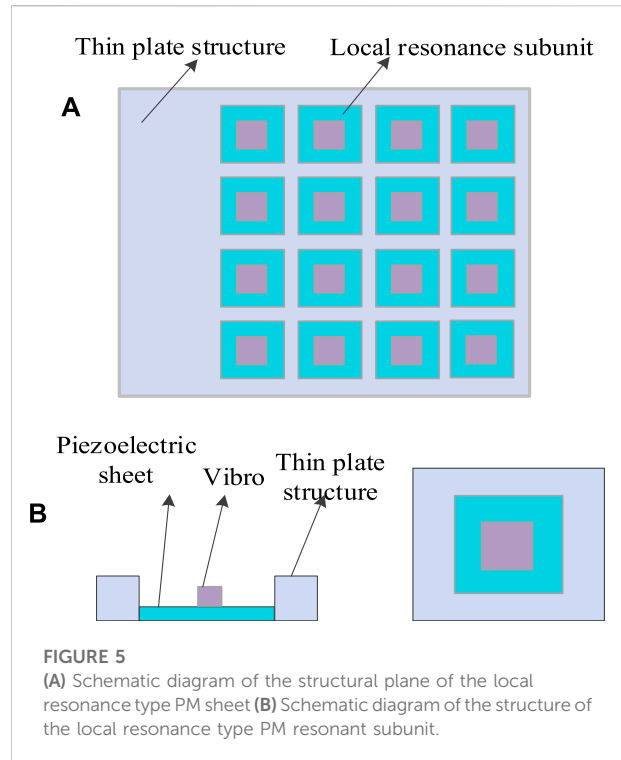 Thin plate structure
Local resonance subunit
A
Piezoelectric
sheet
Vibro
Thin plate
structure
B
FIGURE 5
(A) Schematic diagram of the structural plane of the local
resonance type PM sheet (B) Schematic diagram of the structure of
the local resonance type PM resonant subunit.